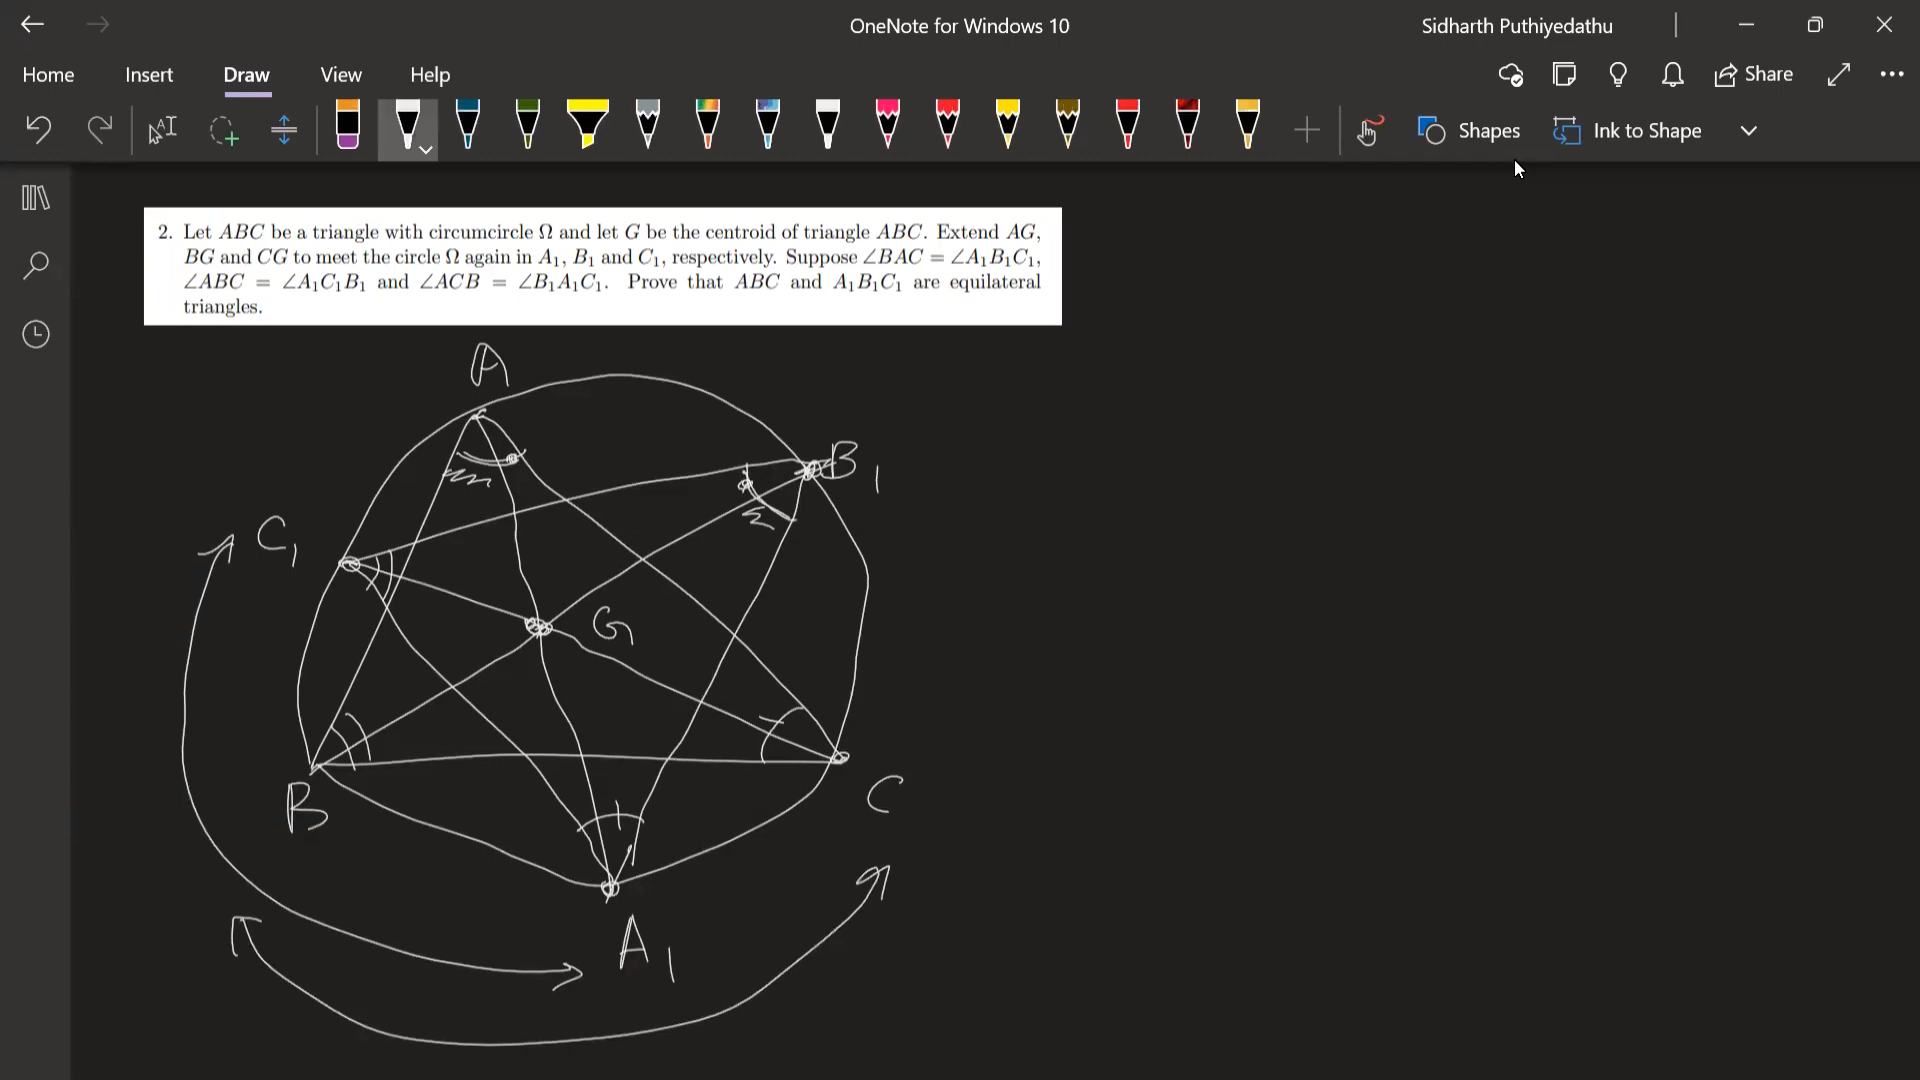 OneNote for Windows 10
Sidharth Puthiyedathu
Home Insert Draw View Help
Share
Shapes
Ink to Shape
2. Let ABC be a triangle with circumcircle Ω and let G be the centroid of triangle ABC. Extend AG,
BG and CG to meet the circle Ω again in A₁, B₁ and C₁, respectively. Suppose ∠BAC = ∠A₁B₁C₁,
∠ABC = ∠A₁C₁B₁ and ∠ACB = ∠B₁A₁C₁. Prove that ABC and A₁B₁C₁ are equilateral
triangles.
A
B₁
C₁
G
B
C
A₁